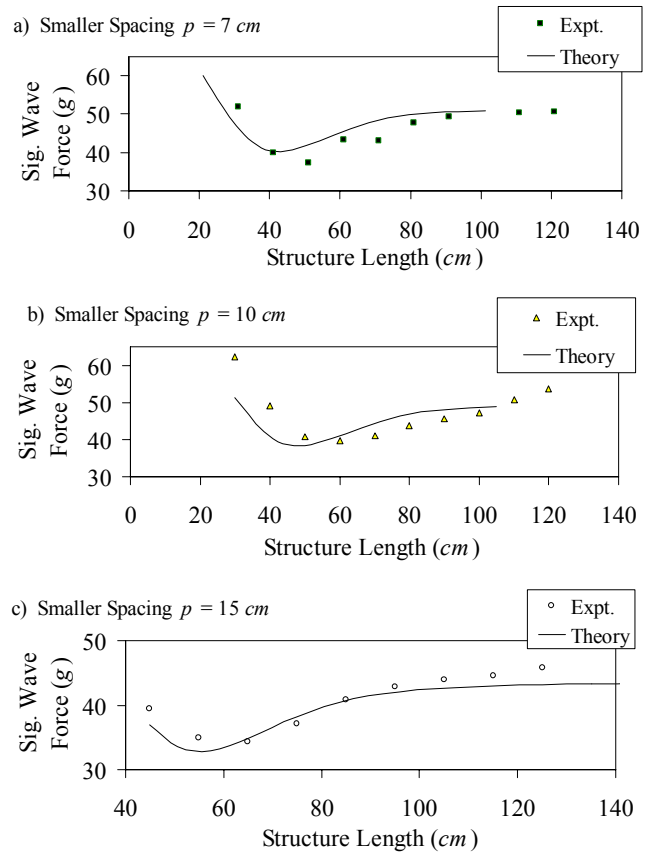 a) Smaller Spacing p = 7 cm
Expt.
Theory
Sig. Wave
Force (g)
60
50
40
30
0 20 40 60 80 100 120 140
Structure Length (cm)
b) Smaller Spacing p = 10 cm
Expt.
Theory
Sig. Wave
Force (g)
60
50
40
30
0 20 40 60 80 100 120 140
Structure Length (cm)
c) Smaller Spacing p = 15 cm
Expt.
Theory
Sig. Wave
Force (g)
50
40
30
40 60 80 100 120 140
Structure Length (cm)